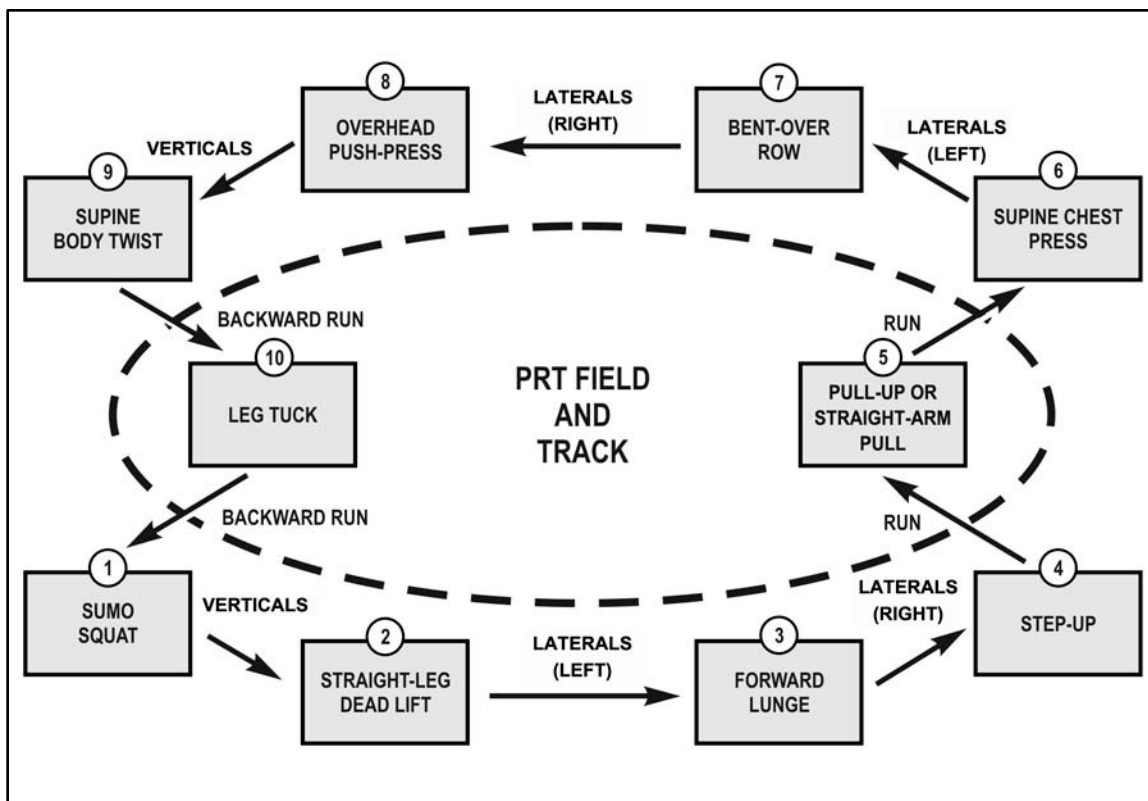 8
OVERHEAD
PUSH-PRESS
LATERALS
(RIGHT)
7
BENT-OVER
ROW
LATERALS
(LEFT)
6
SUPINE CHEST
PRESS
VERTICALS
9
SUPINE
BODY TWIST
BACKWARD RUN
10
LEG TUCK
PRT FIELD
AND
TRACK
RUN
5
PULL-UP OR
STRAIGHT-ARM
PULL
BACKWARD RUN
RUN
1
SUMO
SQUAT
VERTICALS
2
STRAIGHT-LEG
DEAD LIFT
LATERALS
(LEFT)
3
FORWARD
LUNGE
LATERALS
(RIGHT)
4
STEP-UP